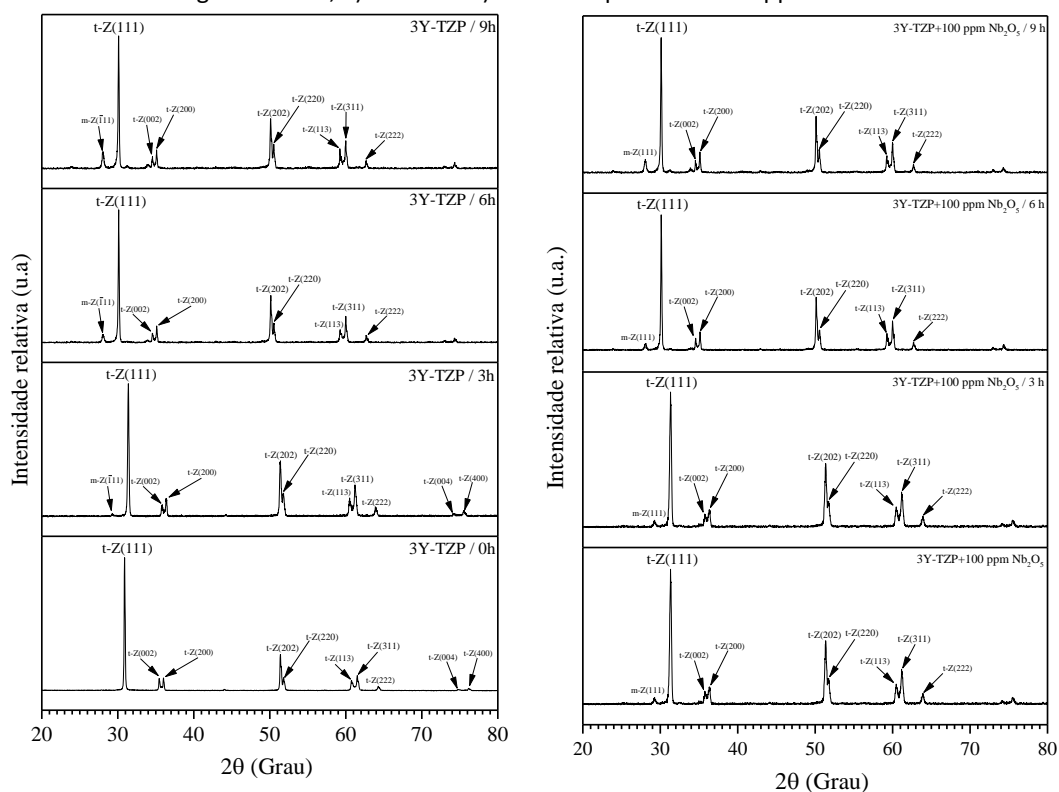 t-Z(111)
3Y-TZP / 9h
m-Z(1̄11)
t-Z(002)
t-Z(200)
t-Z(202)
t-Z(220)
t-Z(113)
t-Z(311)
t-Z(222)
t-Z(111)
3Y-TZP / 6h
m-Z(1̄11)
t-Z(002)
t-Z(200)
t-Z(202)
t-Z(220)
t-Z(113)
t-Z(311)
t-Z(222)
t-Z(111)
3Y-TZP / 3h
m-Z(1̄11)
t-Z(002)
t-Z(200)
t-Z(202)
t-Z(220)
t-Z(113)
t-Z(311)
t-Z(222)
t-Z(004)
t-Z(400)
t-Z(111)
3Y-TZP / 0h
t-Z(002)
t-Z(200)
t-Z(202)
t-Z(220)
t-Z(113)
t-Z(311)
t-Z(222)
t-Z(004)
t-Z(400)
Intensidade relativa (u.a)
20 30 40 50 60 70 80
2θ (Grau)
t-Z(111)
3Y-TZP+100 ppm Nb₂O₅ / 9 h
m-Z(111)
t-Z(002)
t-Z(200)
t-Z(202)
t-Z(220)
t-Z(113)
t-Z(311)
t-Z(222)
t-Z(111)
3Y-TZP+100 ppm Nb₂O₅ / 6 h
m-Z(111)
t-Z(002)
t-Z(200)
t-Z(202)
t-Z(220)
t-Z(113)
t-Z(311)
t-Z(222)
t-Z(111)
3Y-TZP+100 ppm Nb₂O₅ / 3 h
m-Z(111)
t-Z(002)
t-Z(200)
t-Z(202)
t-Z(220)
t-Z(113)
t-Z(311)
t-Z(222)
t-Z(111)
3Y-TZP+100 ppm Nb₂O₅
m-Z(111)
t-Z(002)
t-Z(200)
t-Z(202)
t-Z(220)
t-Z(113)
t-Z(311)
t-Z(222)
Intensidade relativa (u.a.)
20 30 40 50 60 70 80
2θ (Grau)